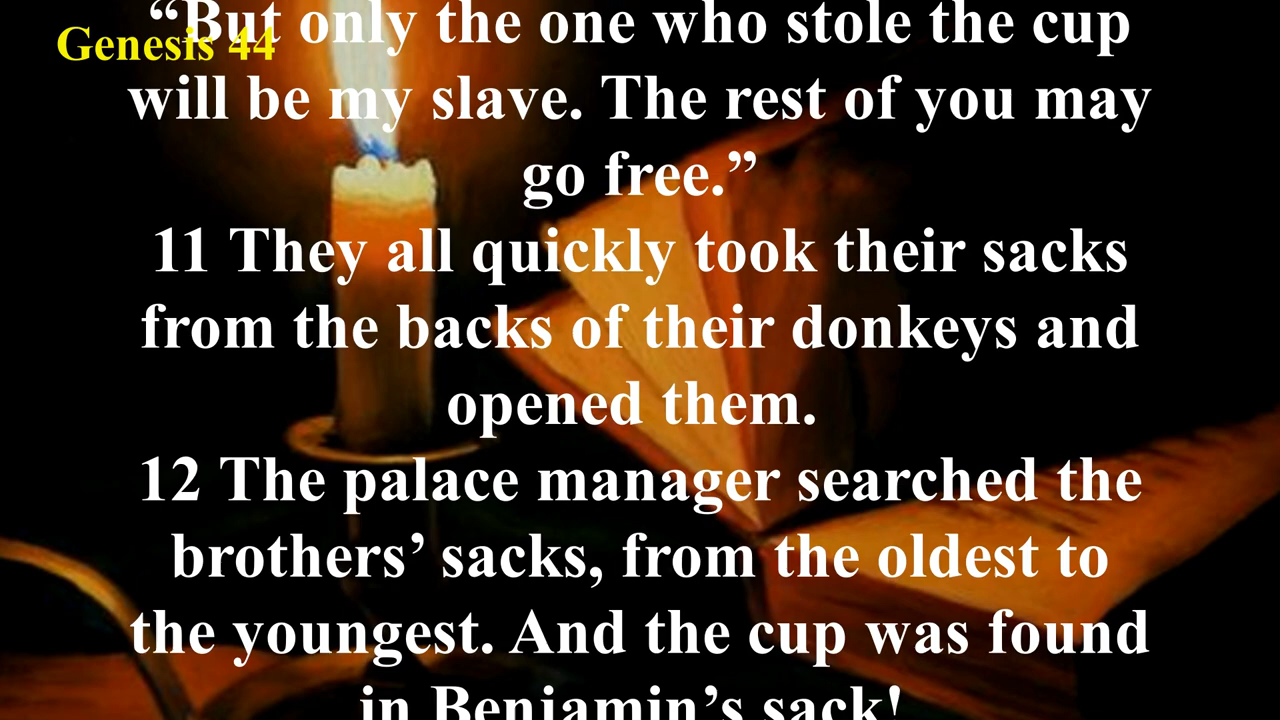 Genesis 44
“But only the one who stole the cup
will be my slave. The rest of you may
go free.”
11 They all quickly took their sacks
from the backs of their donkeys and
opened them.
12 The palace manager searched the
brothers’ sacks, from the oldest to
the youngest. And the cup was found
in Benjamin’s sack!